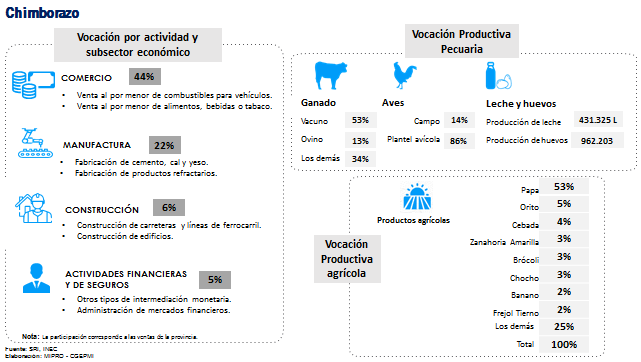 Chimborazo
Vocación por actividad y
subsector económico
COMERCIO 44%
• Venta al por menor de combustibles para vehículos.
• Venta al por menor de alimentos, bebidas o tabaco.
MANUFACTURA 22%
• Fabricación de cemento, cal y yeso.
• Fabricación de productos refractarios.
CONSTRUCCIÓN 6%
• Construcción de carreteras y líneas de ferrocarril.
• Construcción de edificios.
ACTIVIDADES FINANCIERAS
Y DE SEGUROS 5%
• Otros tipos de intermediación monetaria.
• Administración de mercados financieros.
Nota: La participación corresponde a las ventas de la provincia.
Fuente: SRI, INEC
Elaboración: MIPRO - CGEPMI
Vocación Productiva
Pecuaria
Ganado
Vacuno 53%
Ovino 13%
Los demás 34%
Aves
Campo 14%
Plantel avícola 86%
Leche y huevos
Producción de leche 431.325 L
Producción de huevos 962.203
Vocación
Productiva
agrícola
Productos agrícolas
Papa 53%
Orito 5%
Cebada 4%
Zanahoria Amarilla 3%
Brócoli 3%
Chocho 3%
Banano 2%
Frejol Tierno 2%
Los demás 25%
Total 100%